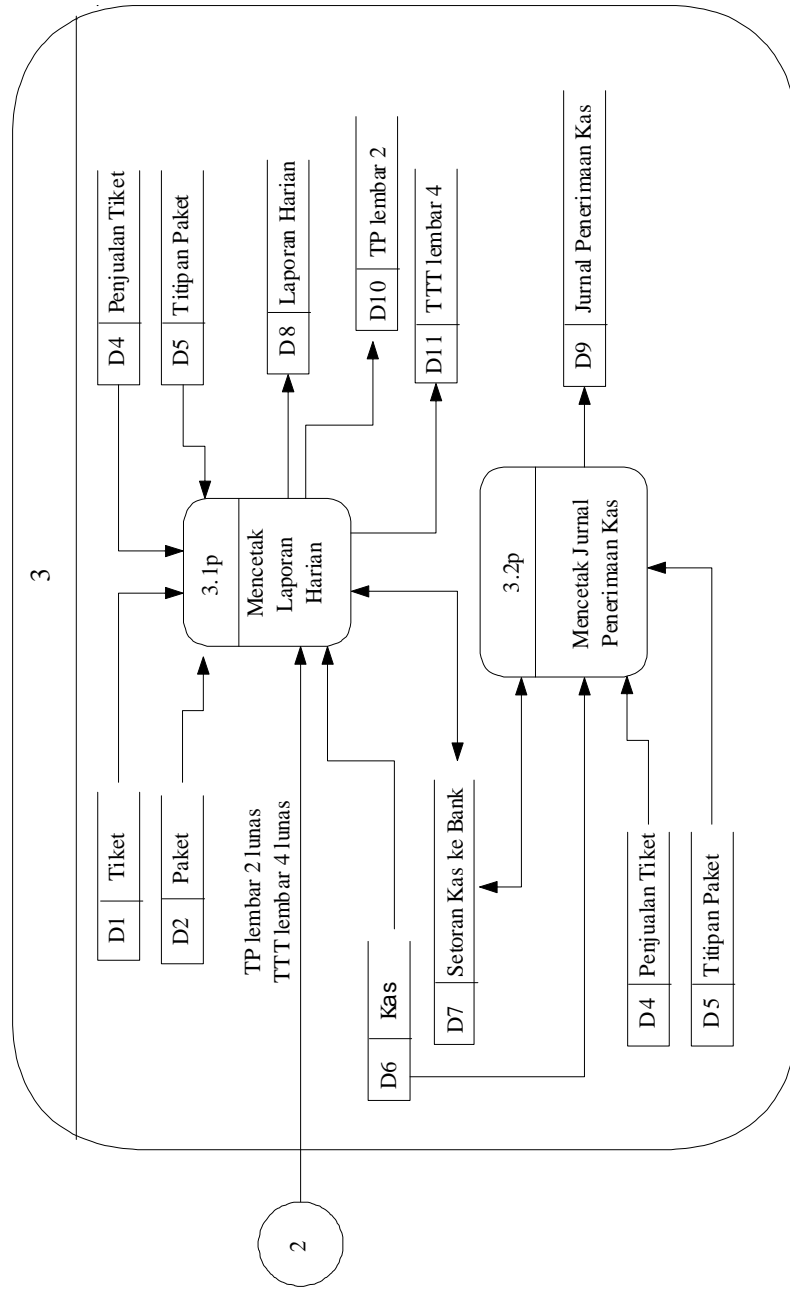 3
D1 Tiket
D4 Penjualan Tiket
D2 Paket
D5 Titipan Paket
3.1p
Mencetak
Laporan
Harian
TP lembar 2 lunas
TTT lembar 4 lunas
2
D8 Laporan Harian
D10 TP lembar 2
D11 TTT lembar 4
D6 Kas
D7 Setoran Kas ke Bank
3.2p
Mencetak Jurnal
Penerimaan Kas
D9 Jurnal Penerimaan Kas
D4 Penjualan Tiket
D5 Titipan Paket